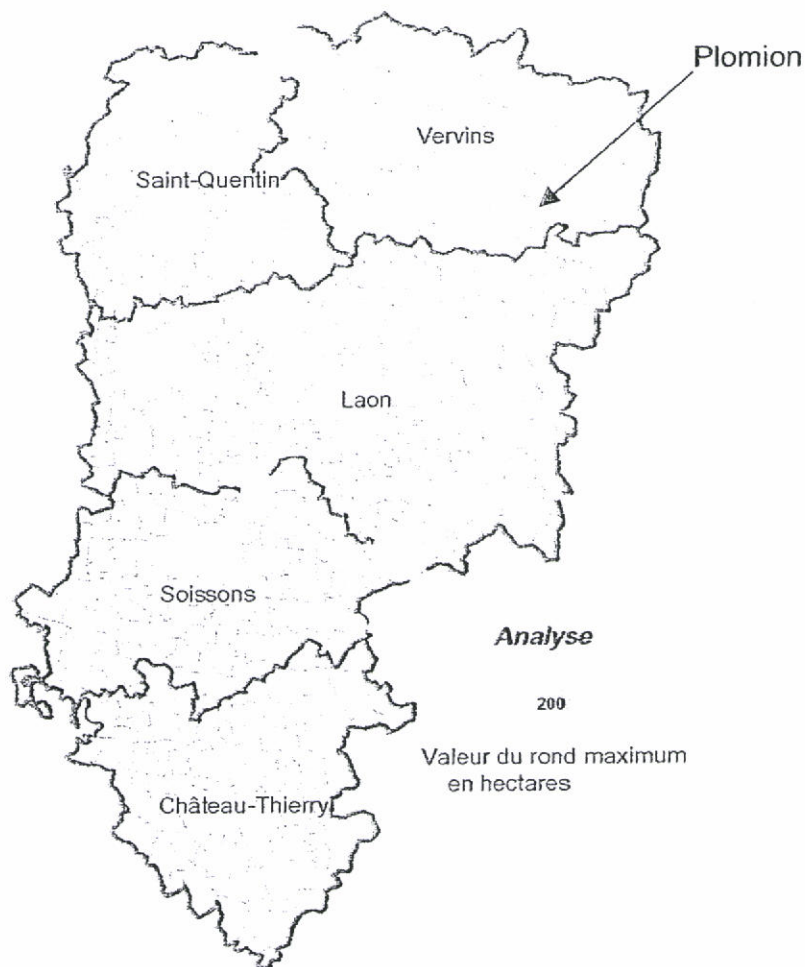 Plomion
Vervins
Saint-Quentin
Laon
Soissons
Analyse
200
Valeur du rond maximum
en hectares
Château-Thierry